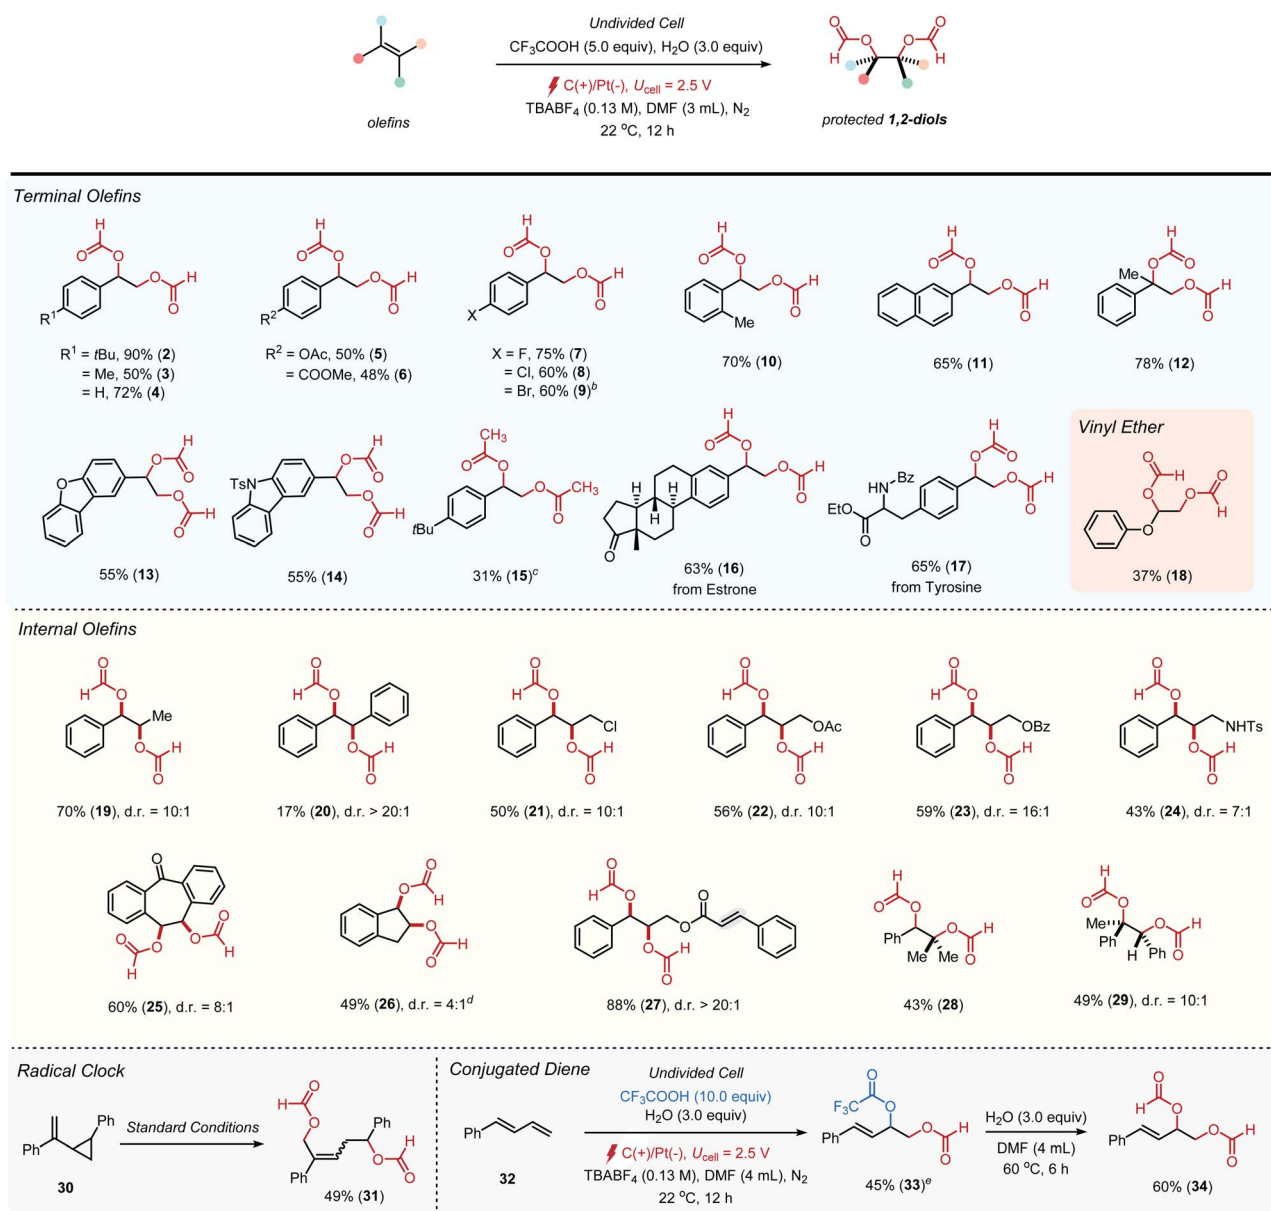 Undivided Cell
CF3COOH (5.0 equiv), H2O (3.0 equiv)
C(+)/Pt(-), Ucell = 2.5 V
TBABF4 (0.13 M), DMF (3 mL), N2
22 °C, 12 h
olefins
protected 1,2-diols
Terminal Olefins
R1 = tBu, 90% (2)
= Me, 50% (3)
= H, 72% (4)
R2 = OAc, 50% (5)
= COOMe, 48% (6)
X = F, 75% (7)
= Cl, 60% (8)
= Br, 60% (9)b
70% (10)
65% (11)
78% (12)
55% (13)
55% (14)
31% (15)c
63% (16)
from Estrone
65% (17)
from Tyrosine
Vinyl Ether
37% (18)
Internal Olefins
70% (19), d.r. = 10:1
17% (20), d.r. > 20:1
50% (21), d.r. = 10:1
56% (22), d.r. 10:1
59% (23), d.r. = 16:1
43% (24), d.r. = 7:1
60% (25), d.r. = 8:1
49% (26), d.r. = 4:1d
88% (27), d.r. > 20:1
43% (28)
49% (29), d.r. = 10:1
Radical Clock
30
Standard Conditions
49% (31)
Conjugated Diene
32
Undivided Cell
CF3COOH (10.0 equiv)
H2O (3.0 equiv)
C(+)/Pt(-), Ucell = 2.5 V
TBABF4 (0.13 M), DMF (4 mL), N2
22 °C, 12 h
45% (33)e
H2O (3.0 equiv)
DMF (4 mL)
60 °C, 6 h
60% (34)